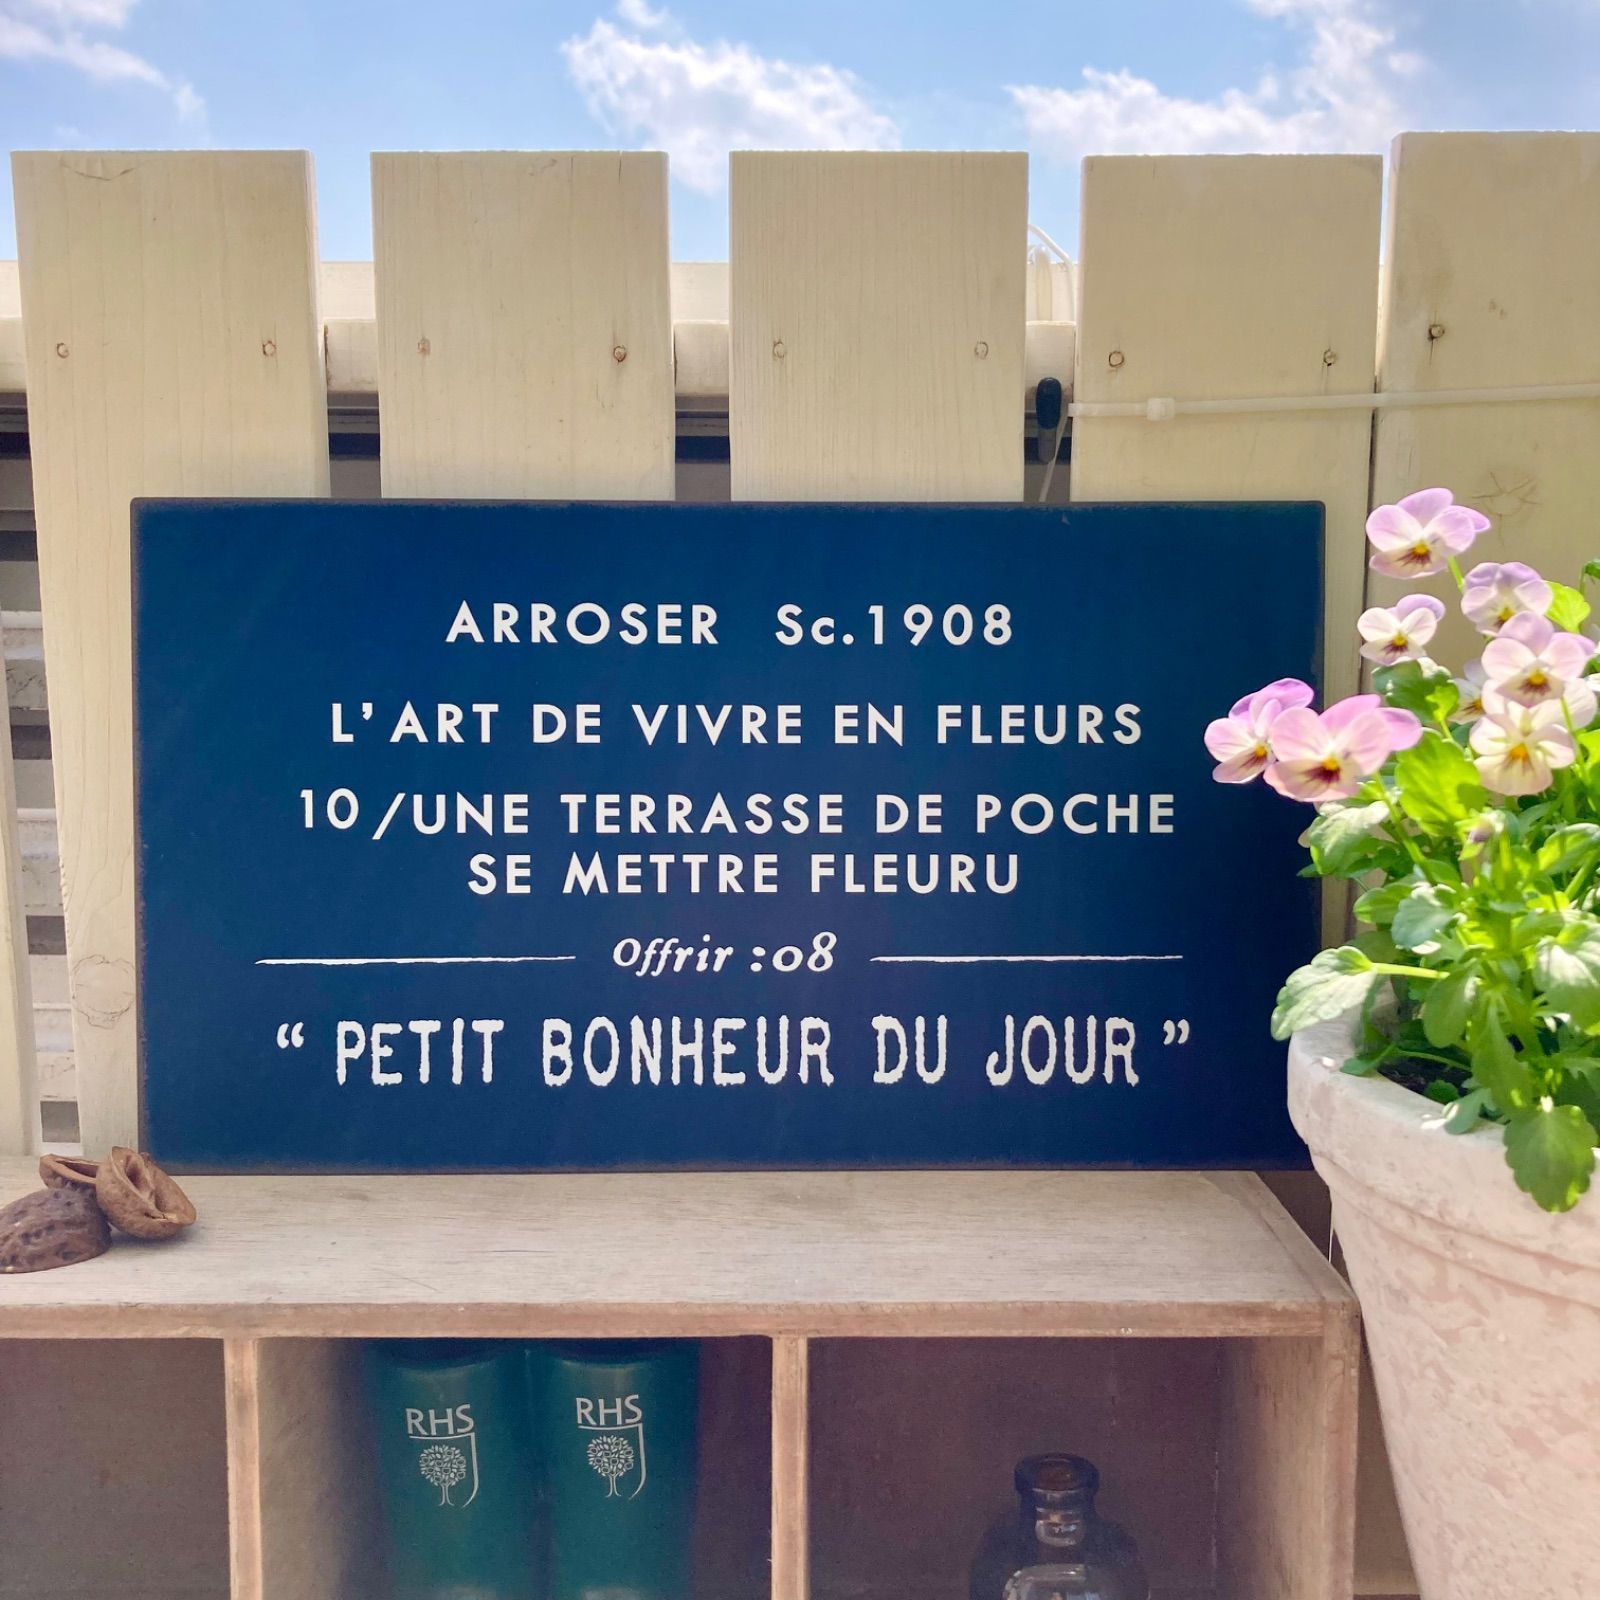 ARROSER Sc.1908
L'ART DE VIVRE EN FLEURS
10/UNE TERRASSE DE POCHE
SE METTRE FLEURU
Offrir :08
“ PETIT BONHEUR DU JOUR ”
RHS
RHS